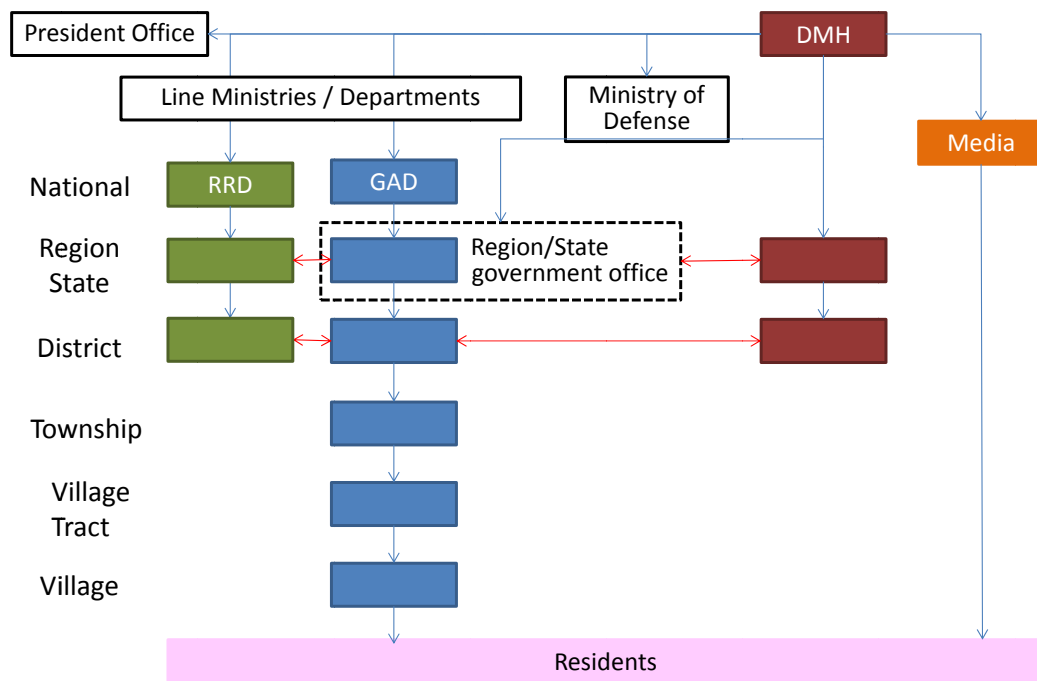 President Office
DMH
Line Ministries / Departments
Ministry of
Defense
Media
National
RRD
GAD
Region
State
Region/State
government office
District
Township
Village
Tract
Village
Residents